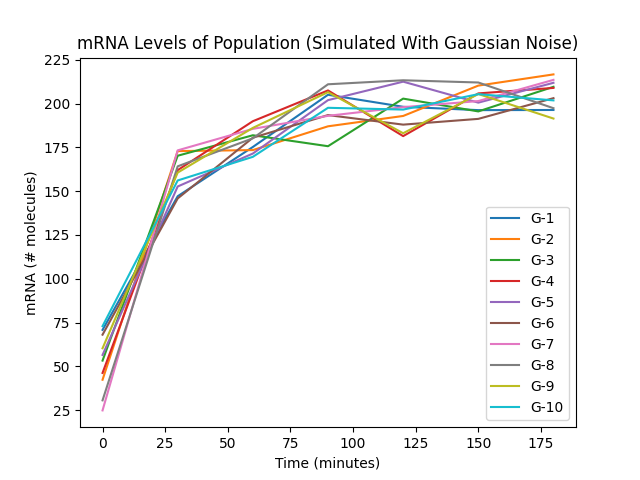 mRNA Levels of Population (Simulated With Gaussian Noise)
225
200
175
150
125
100
75
50
25
mRNA (# molecules)
0
25
50
75
100
125
150
175
Time (minutes)
G-1
G-2
G-3
G-4
G-5
G-6
G-7
G-8
G-9
G-10